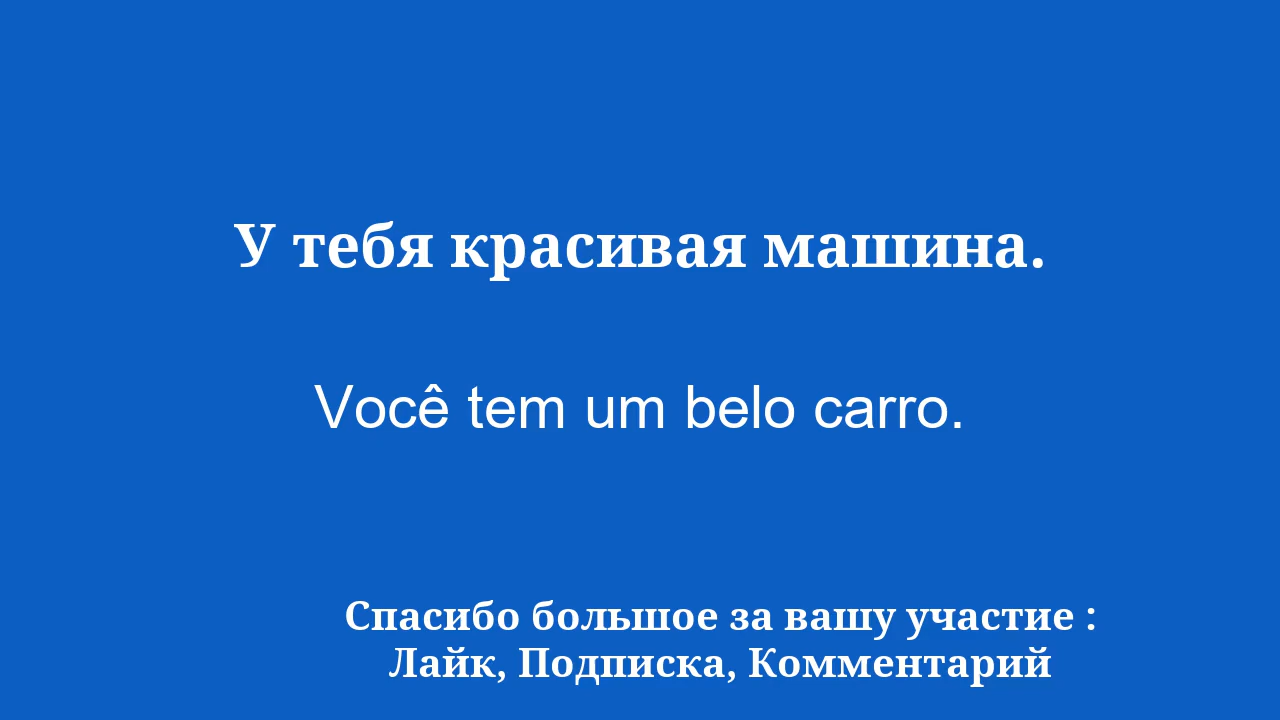 У тебя красивая машина.
Você tem um belo carro.
Спасибо большое за вашу участие :
Лайк, Подписка, Комментарий